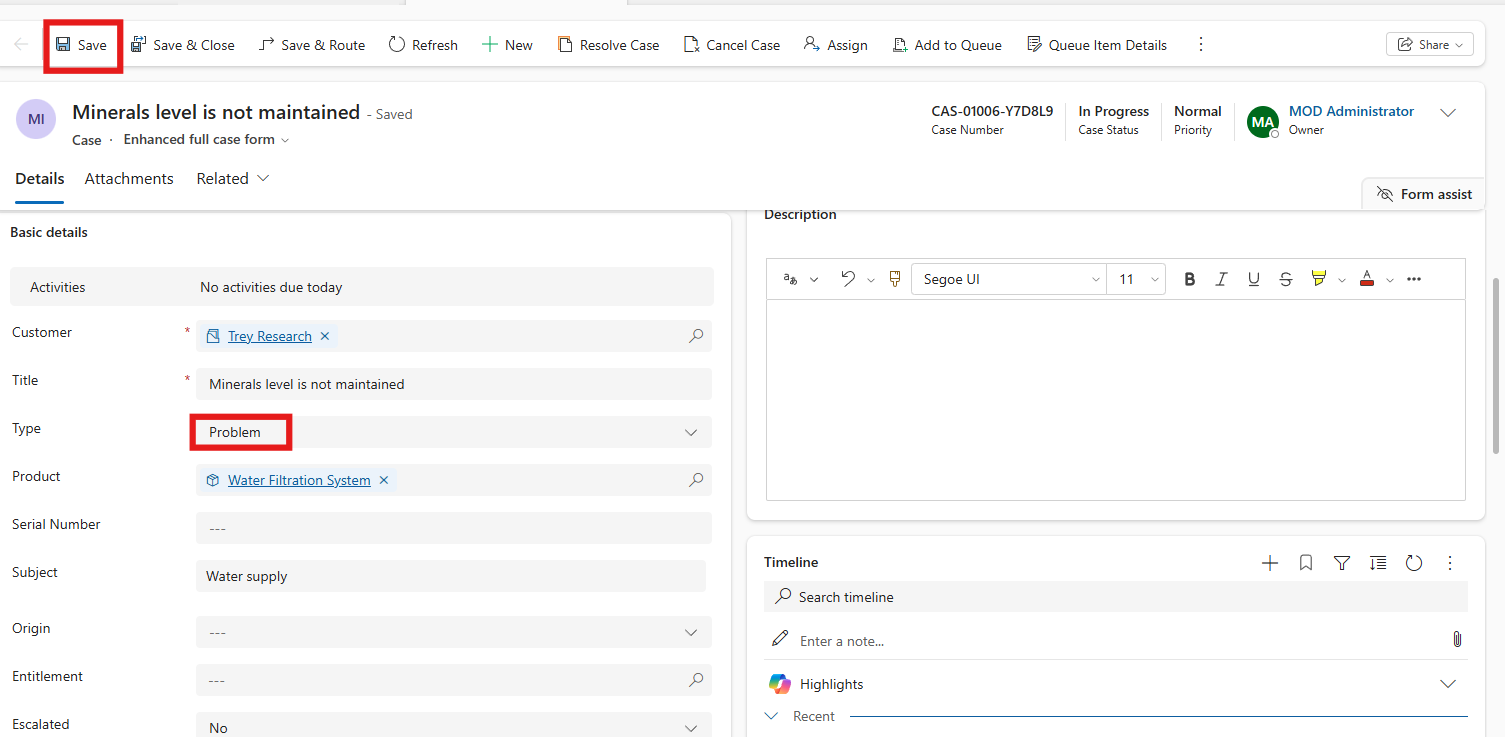 Save
Save & Close
Save & Route
Refresh
New
Resolve Case
Cancel Case
Assign
Add to Queue
Queue Item Details
Share
MI
Minerals level is not maintained - Saved
Case · Enhanced full case form
CAS-01006-Y7D8L9
Case Number
In Progress
Case Status
Normal
Priority
MA
MOD Administrator
Owner
Details
Attachments
Related
Form assist
Basic details
Activities
No activities due today
Customer *
Trey Research
Title *
Minerals level is not maintained
Type
Problem
Product
Water Filtration System
Serial Number
---
Subject
Water supply
Origin
---
Entitlement
---
Escalated
No
Description
Segoe UI
11
B I U S A
Timeline
Search timeline
Enter a note...
Highlights
Recent